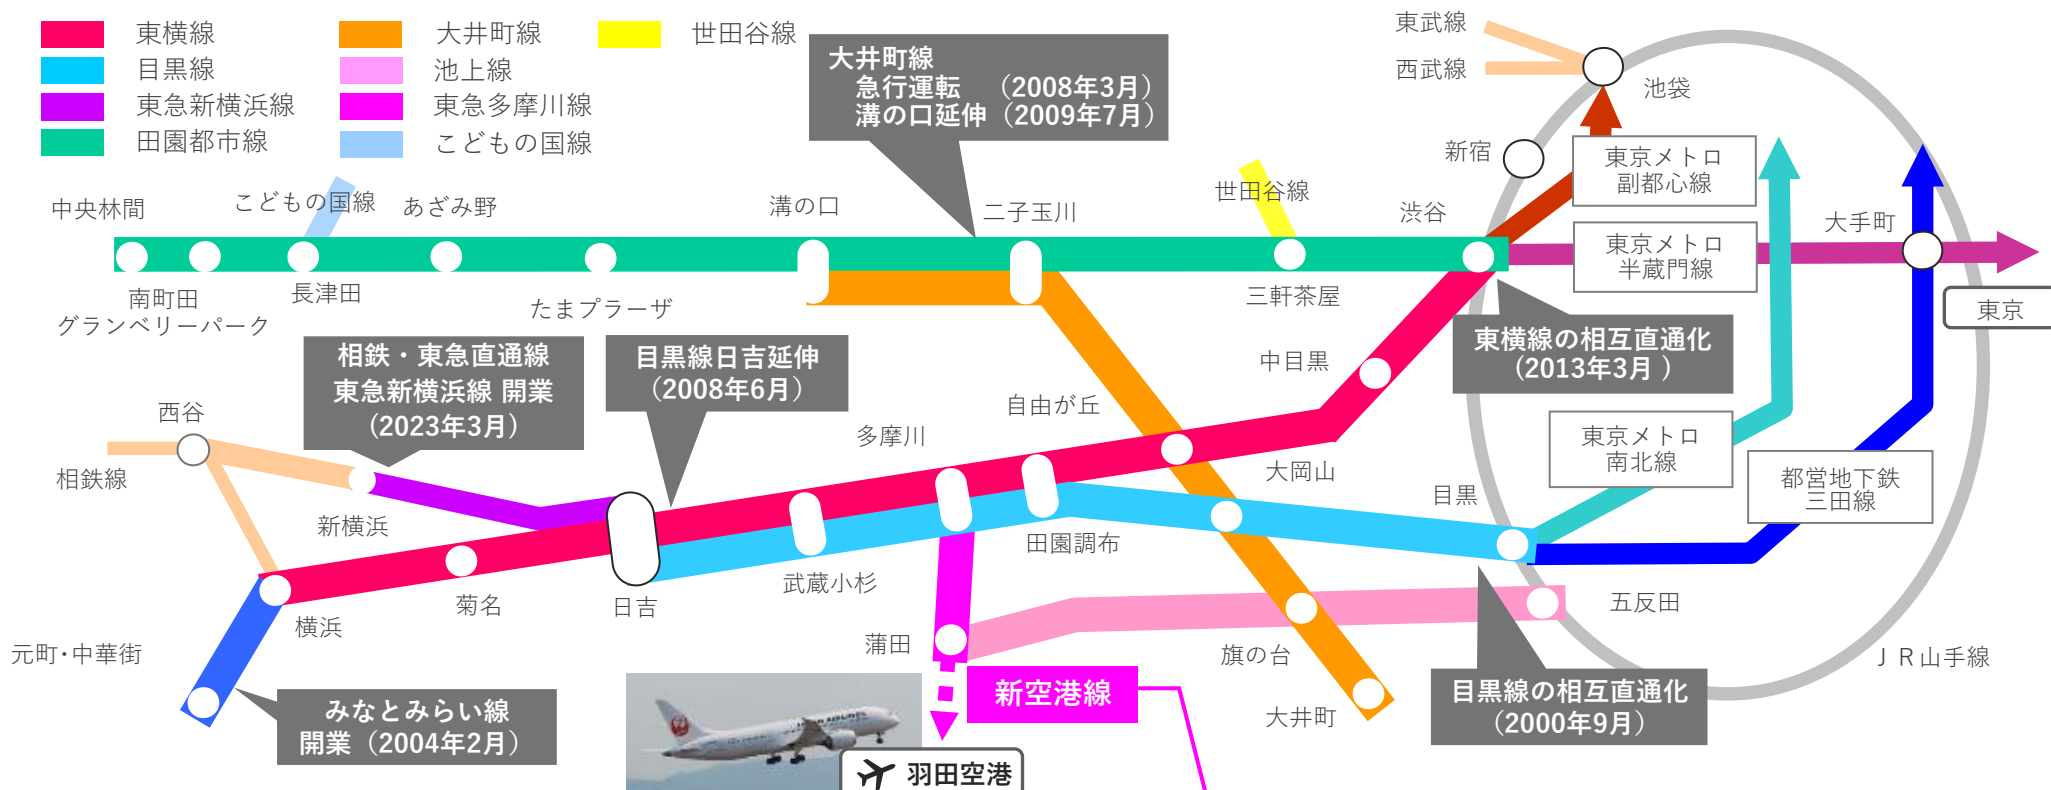 東横線
大井町線
世田谷線
目黒線
池上線
東急新横浜線
東急多摩川線
田園都市線
こどもの国線
大井町線
急行運転 （2008年3月）
溝の口延伸（2009年7月）
東武線
西武線
池袋
新宿
東京メトロ
副都心線
中央林間
こどもの国線
あざみ野
溝の口
二子玉川
世田谷線
渋谷
大手町
東京メトロ
半蔵門線
南町田
グランベリーパーク
長津田
たまプラーザ
三軒茶屋
東京
相鉄・東急直通線
東急新横浜線 開業
（2023年3月）
目黒線日吉延伸
（2008年6月）
東横線の相互直通化
（2013年3月 ）
中目黒
自由が丘
西谷
多摩川
大岡山
東京メトロ
南北線
相鉄線
新横浜
目黒
都営地下鉄
三田線
田園調布
武蔵小杉
菊名
日吉
横浜
五反田
元町･中華街
蒲田
旗の台
ＪＲ山手線
新空港線
みなとみらい線
開業（2004年2月）
大井町
目黒線の相互直通化
（2000年9月）
羽田空港